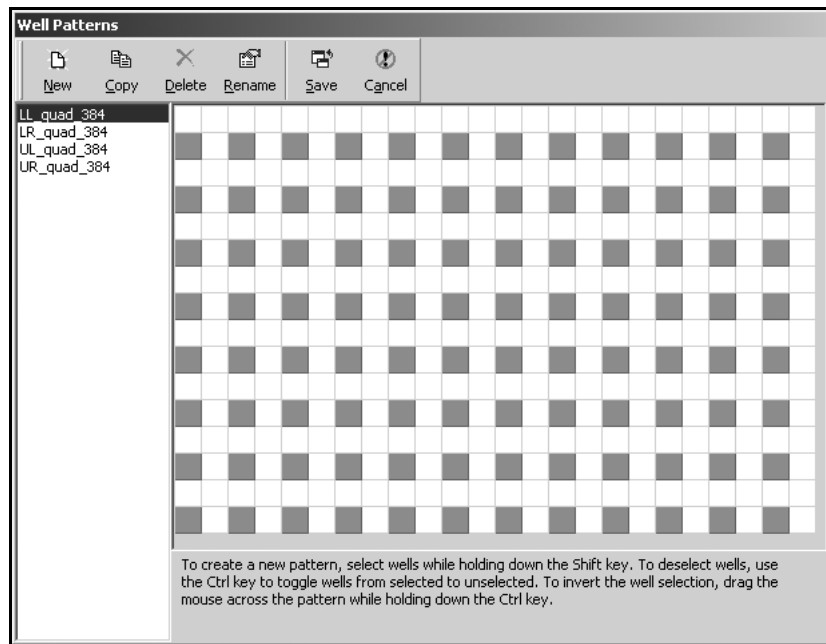 Well Patterns
New Copy Delete Rename Save Cancel
LL_quad_384
LR_quad_384
UL_quad_384
UR_quad_384
To create a new pattern, select wells while holding down the Shift key. To deselect wells, use
the Ctrl key to toggle wells from selected to unselected. To invert the well selection, drag the
mouse across the pattern while holding down the Ctrl key.